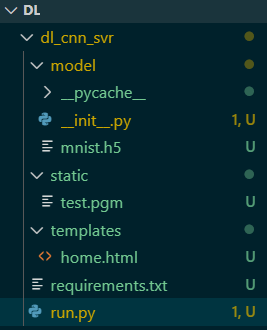 DL
dl_cnn_svr
model
__pycache__
__init__.py 1, U
mnist.h5 U
static
test.pgm U
templates
home.html U
requirements.txt U
run.py 1, U